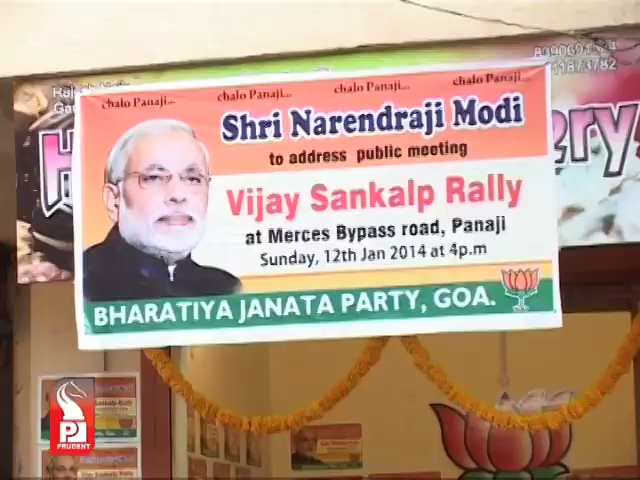 chalo Panaji... chalo Panaji... chalo Panaji... chalo Panaji...
Shri Narendraji Modi
to address public meeting
Vijay Sankalp Rally
at Merces Bypass road, Panaji
Sunday, 12th Jan 2014 at 4p.m
BHARATIYA JANATA PARTY, GOA.
PRUDENT